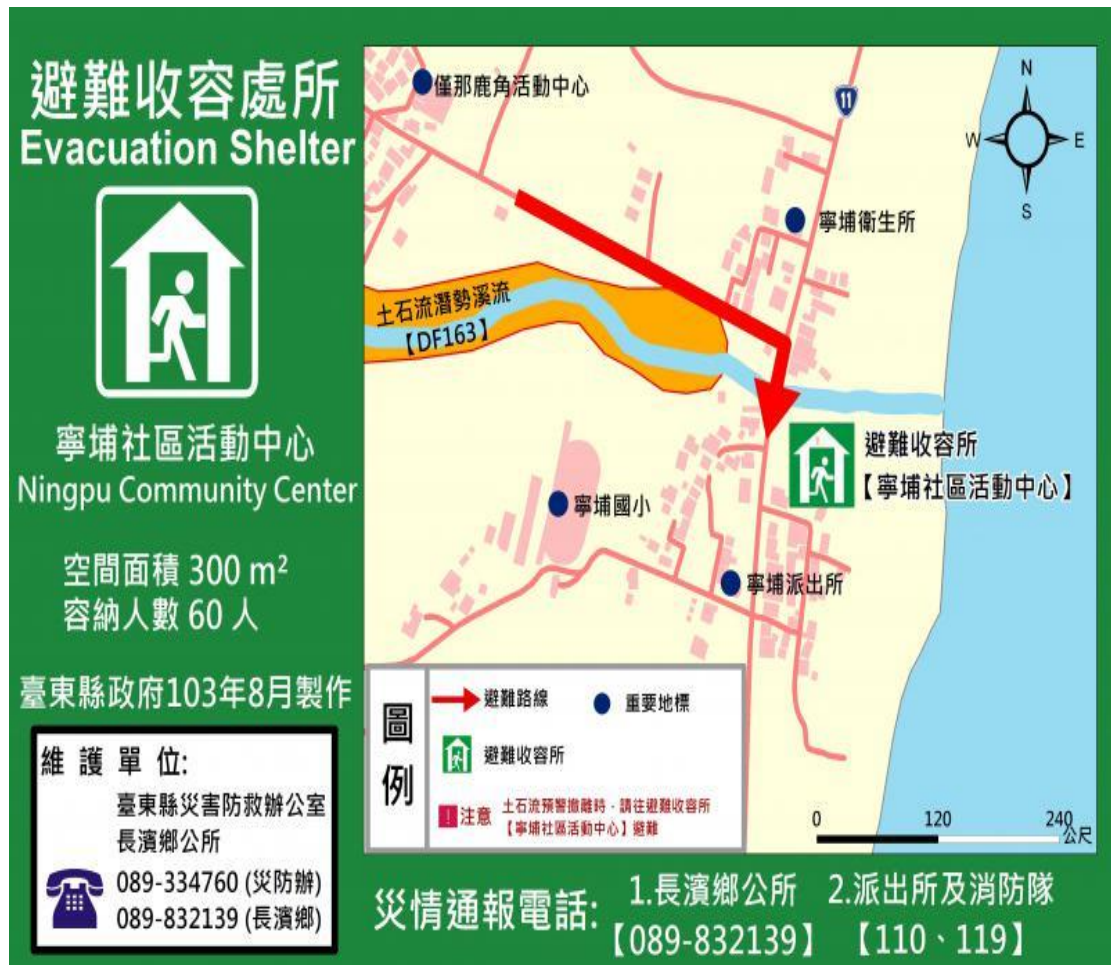 避難收容處所
Evacuation Shelter
寧埔社區活動中心
Ningpu Community Center
空間面積 300 m²
容納人數 60 人
臺東縣政府103年8月製作
維 護 單 位:
臺東縣災害防救辦公室
長濱鄉公所
089-334760 (災防辦)
089-832139 (長濱鄉)
僅那鹿角活動中心
11
N
W
E
S
寧埔衛生所
土石流潛勢溪流
【DF163】
避難收容所
【寧埔社區活動中心】
寧埔國小
寧埔派出所
圖例
避難路線
重要地標
避難收容所
!注意
土石流預警撤離時，請往避難收容所
【寧埔社區活動中心】避難
0 120 240
公尺
災情通報電話:
1.長濱鄉公所
【089-832139】
2.派出所及消防隊
【110、119】